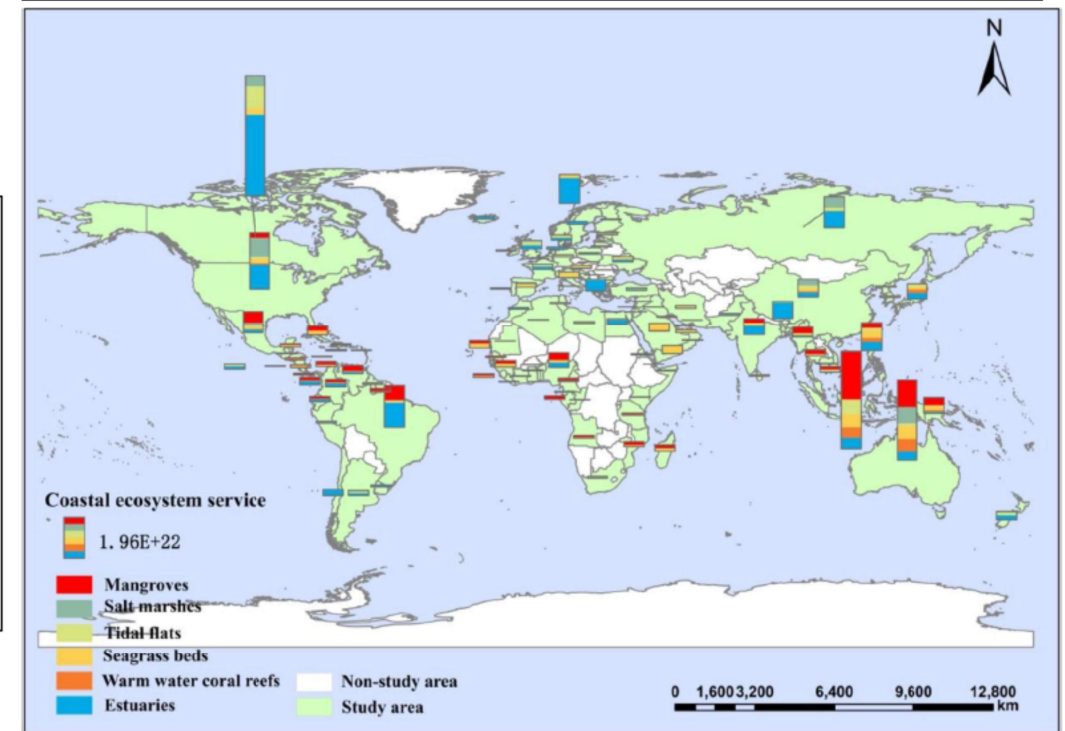 N
Coastal ecosystem service
1.96E+22
Mangroves
Salt marshes
Tidal flats
Seagrass beds
Warm water coral reefs
Estuaries
Non-study area
Study area
0 1,600 3,200 6,400 9,600 12,800
km